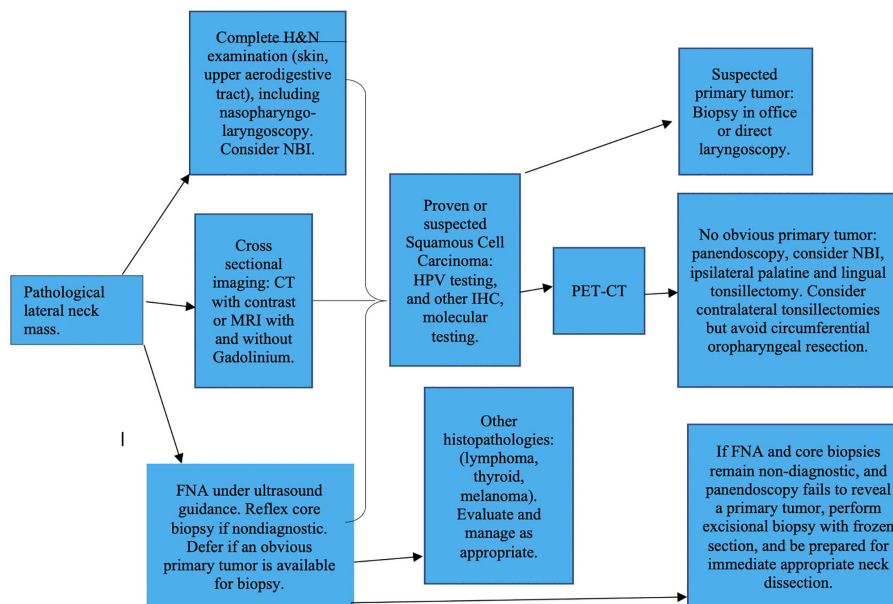 Pathological
lateral neck
mass.
Complete H&N
examination (skin,
upper aerodigestive
tract), including
nasopharyngo-
laryngoscopy.
Consider NBI.
Cross
sectional
imaging: CT
with contrast
or MRI with
and without
Gadolinium.
FNA under ultrasound
guidance. Reflex core
biopsy if nondiagnostic.
Defer if an obvious
primary tumor is available
for biopsy.
Proven or
suspected
Squamous Cell
Carcinoma:
HPV testing,
and other IHC,
molecular
testing.
Other
histopathologies:
(lymphoma,
thyroid,
melanoma).
Evaluate and
manage as
appropriate.
PET-CT
Suspected
primary tumor:
Biopsy in office
or direct
laryngoscopy.
No obvious primary tumor:
panendoscopy, consider NBI,
ipsilateral palatine and lingual
tonsillectomy. Consider
contralateral tonsillectomies
but avoid circumferential
oropharyngeal resection.
If FNA and core biopsies
remain non-diagnostic, and
panendoscopy fails to reveal
a primary tumor, perform
excisional biopsy with frozen
section, and be prepared for
immediate appropriate neck
dissection.